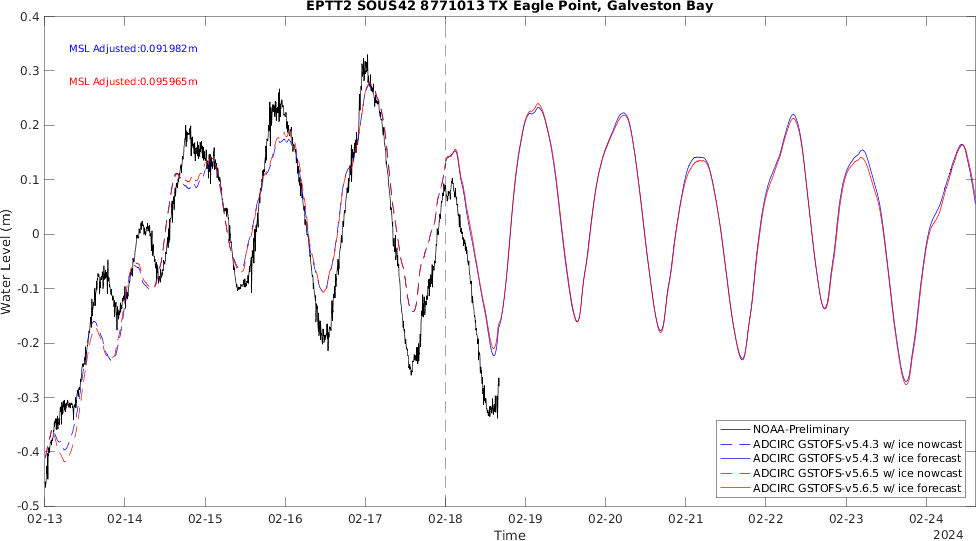 EPTT2 SOUS42 8771013 TX Eagle Point, Galveston Bay
MSL Adjusted:0.091982m
MSL Adjusted:0.095965m
Water Level (m)
0.4
0.3
0.2
0.1
0
-0.1
-0.2
-0.3
-0.4
-0.5
NOAA-Preliminary
ADCIRC GSTOFS-v5.4.3 w/ ice nowcast
ADCIRC GSTOFS-v5.4.3 w/ ice forecast
ADCIRC GSTOFS-v5.6.5 w/ ice nowcast
ADCIRC GSTOFS-v5.6.5 w/ ice forecast
02-13 02-14 02-15 02-16 02-17 02-18 02-19 02-20 02-21 02-22 02-23 02-24
Time
2024